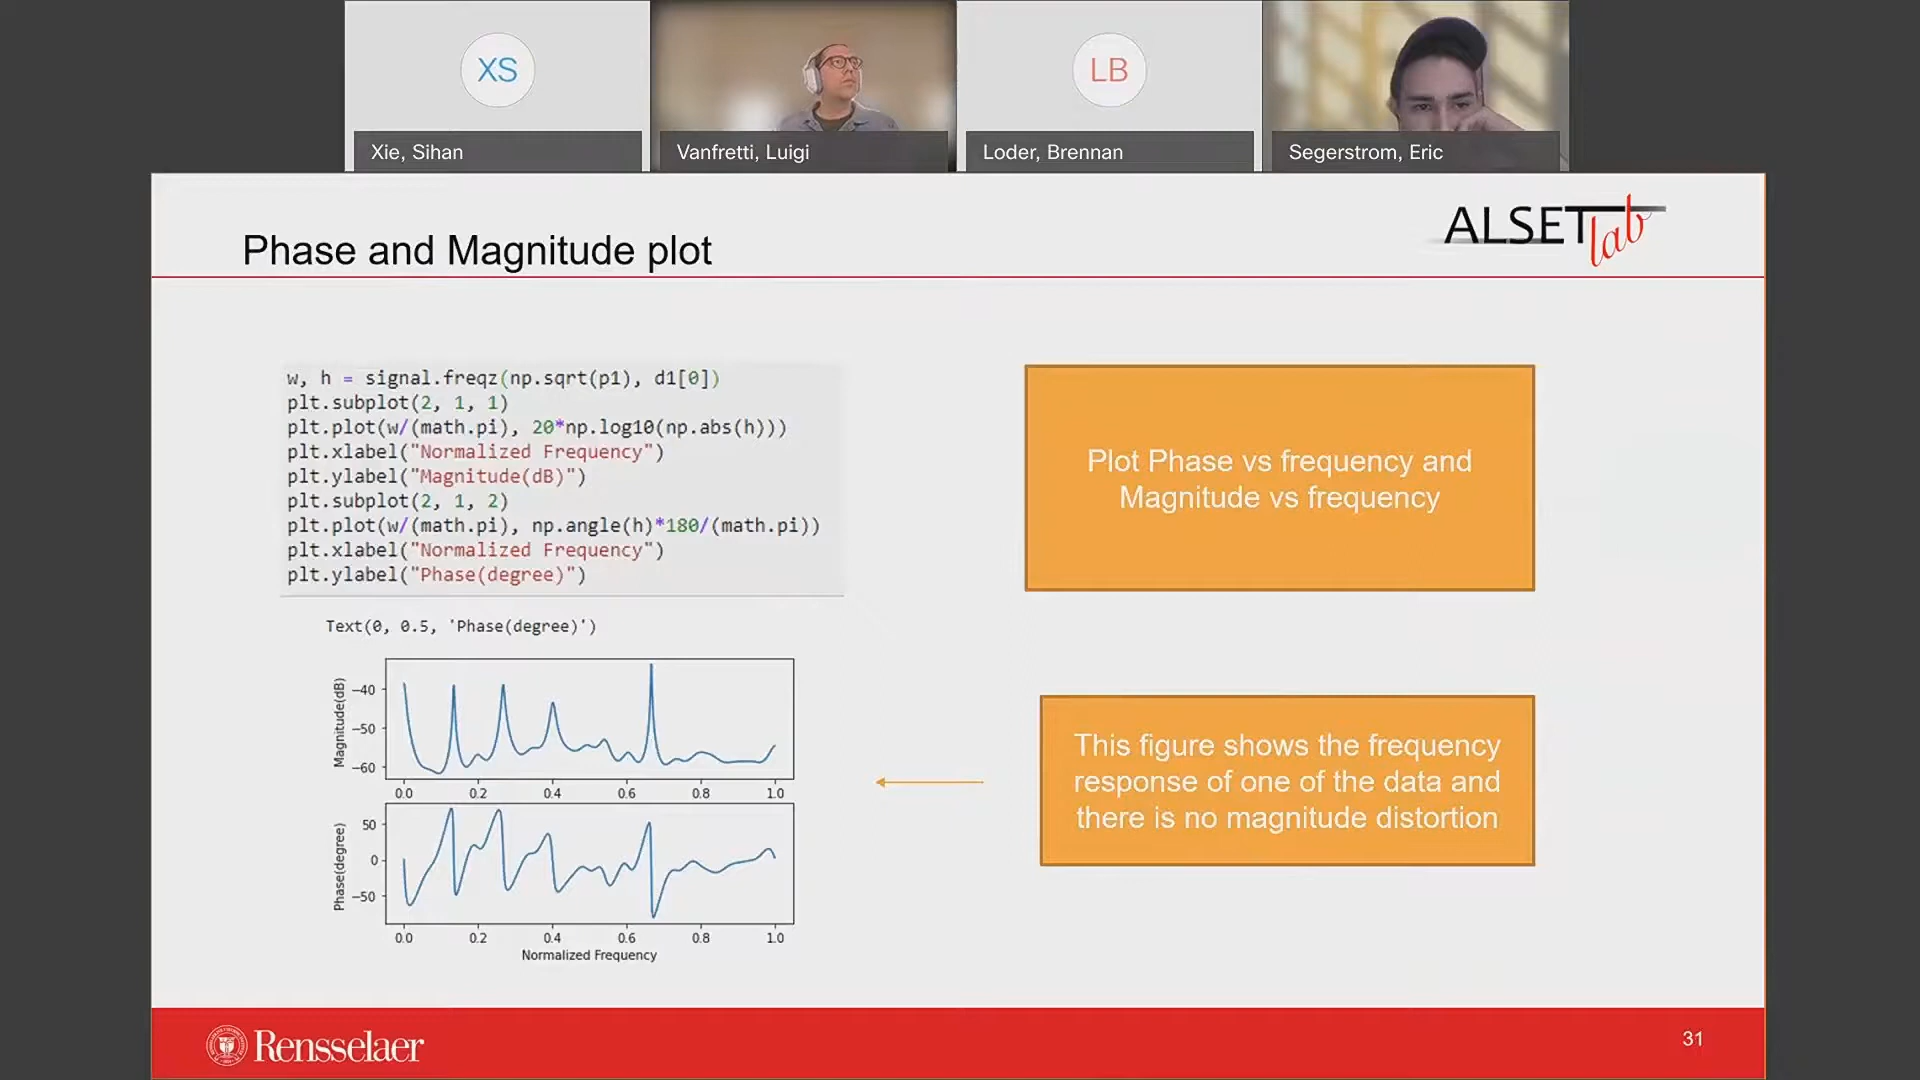 XS
LB
Xie, Sihan
Vanfretti, Luigi
Loder, Brennan
Segerstrom, Eric
ALSETlab
Phase and Magnitude plot
w, h = signal.freqz(np.sqrt(p1), d1[0])
plt.subplot(2, 1, 1)
plt.plot(w/(math.pi), 20*np.log10(np.abs(h)))
plt.xlabel("Normalized Frequency")
plt.ylabel("Magnitude(dB)")
plt.subplot(2, 1, 2)
plt.plot(w/(math.pi), np.angle(h)*180/(math.pi))
plt.xlabel("Normalized Frequency")
plt.ylabel("Phase(degree)")
Text(0, 0.5, 'Phase(degree)')
Plot Phase vs frequency and
Magnitude vs frequency
Magnitude(dB)
−40
−50
−60
0.0 0.2 0.4 0.6 0.8 1.0
Phase(degree)
50
0
−50
0.0 0.2 0.4 0.6 0.8 1.0
Normalized Frequency
This figure shows the frequency
response of one of the data and
there is no magnitude distortion
Rensselaer
31